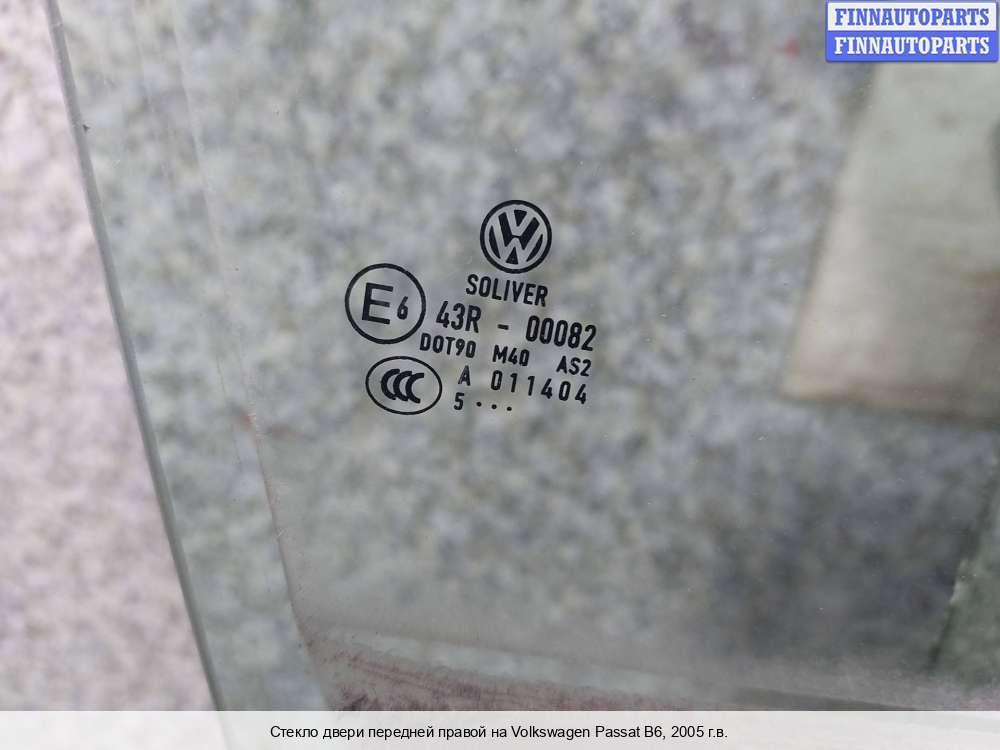 FINNAUTOPARTS
FINNAUTOPARTS
SOLIVER
E6 43R - 00082
DOT90 M40 AS2
CCC A 011404
5 ...
Стекло двери передней правой на Volkswagen Passat B6, 2005 г.в.